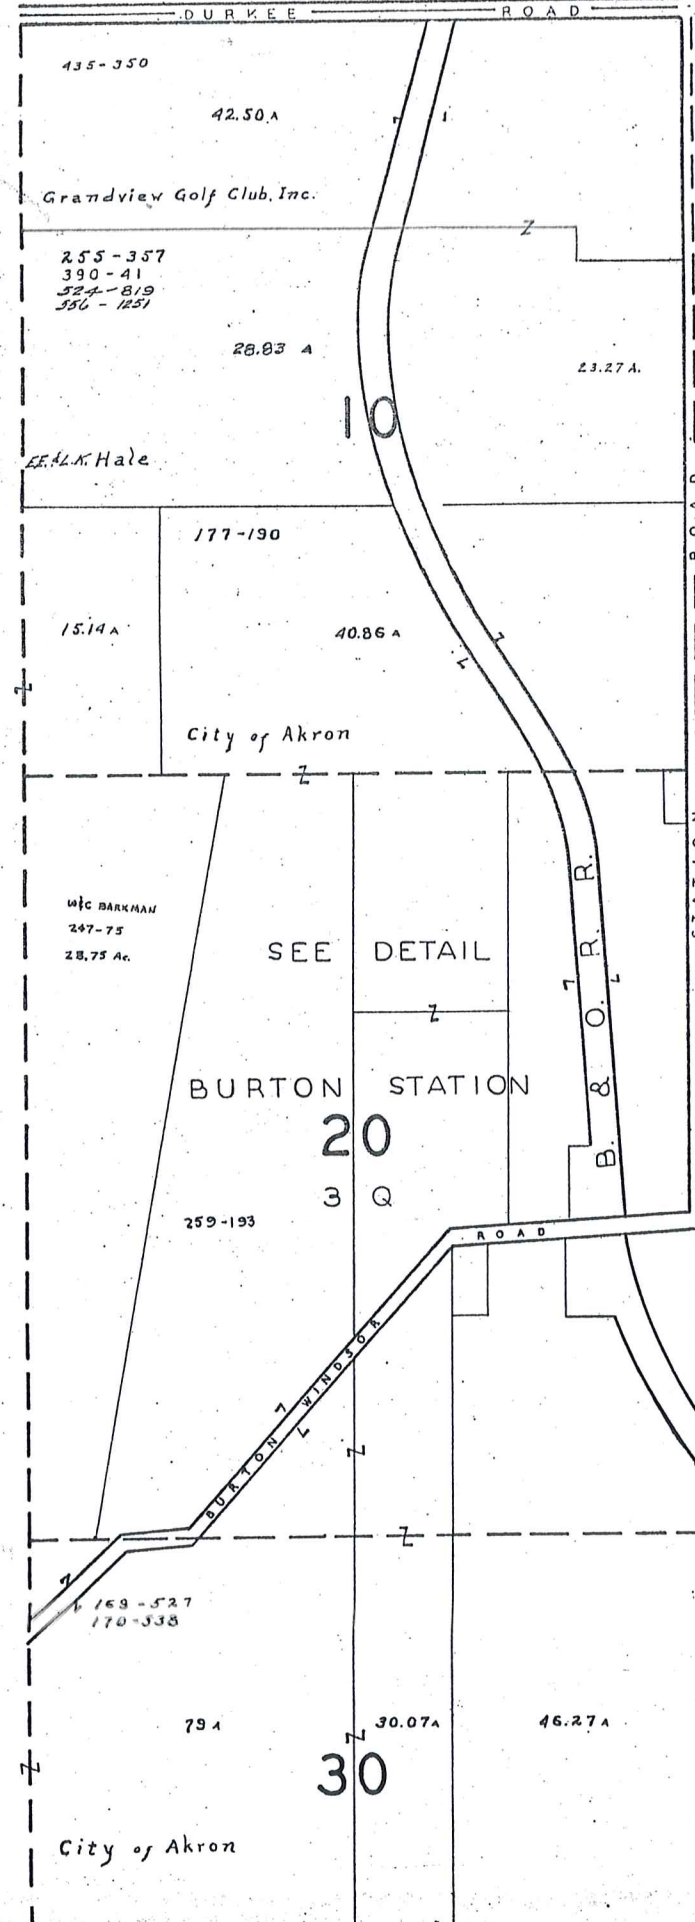 DURKEE ROAD
435-350
42.50 A
Grandview Golf Club, Inc.
255-357
390-41
524-819
556-1251
28.83 A
23.27 A.
10
E.E. & L.K. Hale
ROAD
177-190
15.14 A
40.86 A
City of Akron
STATION
W&C BARKMAN
247-75
28.75 Ac.
SEE DETAIL
BURTON STATION
20
3 Q
B. & O. R. R.
259-193
ROAD
BURTON WINDSOR
169-527
170-538
79 A
30.07 A
46.27 A
30
City of Akron